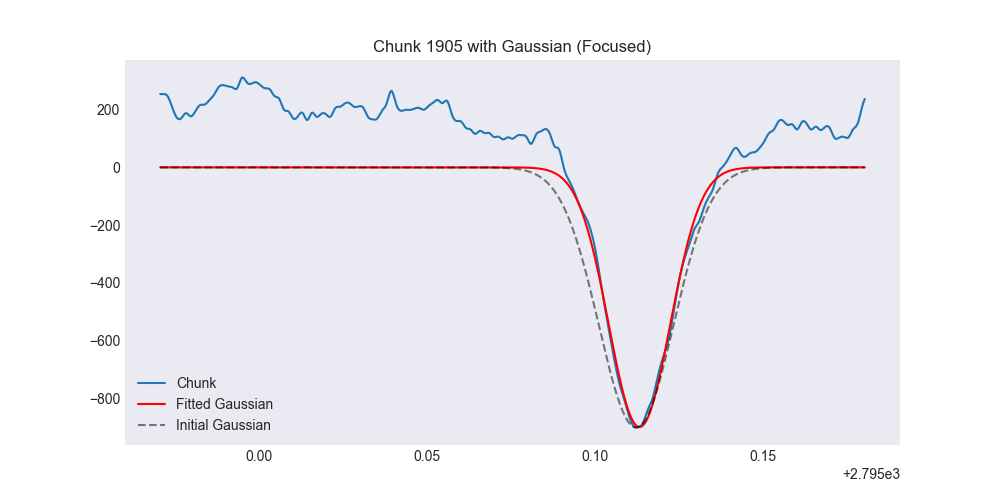 Chunk 1905 with Gaussian (Focused)
200
0
−200
−400
−600
−800
Chunk
Fitted Gaussian
Initial Gaussian
0.00 0.05 0.10 0.15
+2.795e3